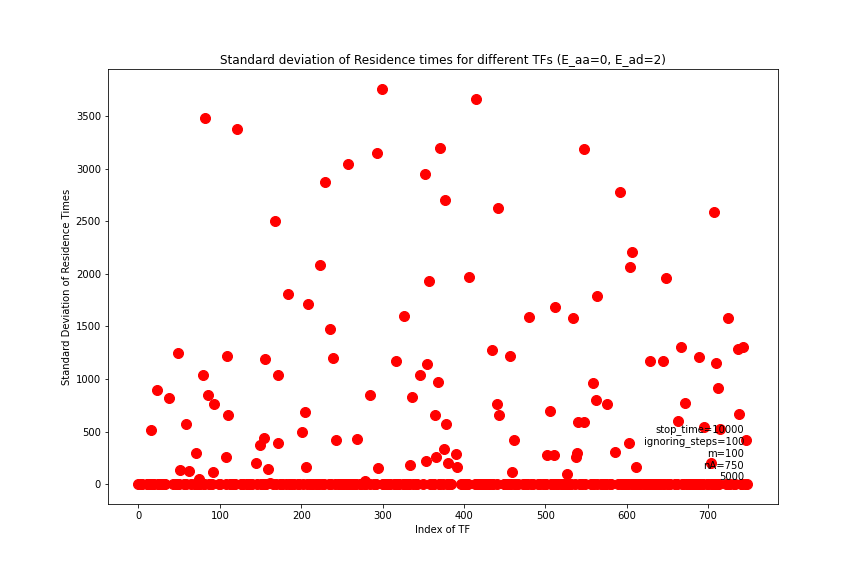 Standard deviation of Residence times for different TFs (E_aa=0, E_ad=2)
Standard Deviation of Residence Times
3500
3000
2500
2000
1500
1000
500
0
stop_time=10000
ignoring_steps=100
m=100
nA=750
5000
0 100 200 300 400 500 600 700
Index of TF